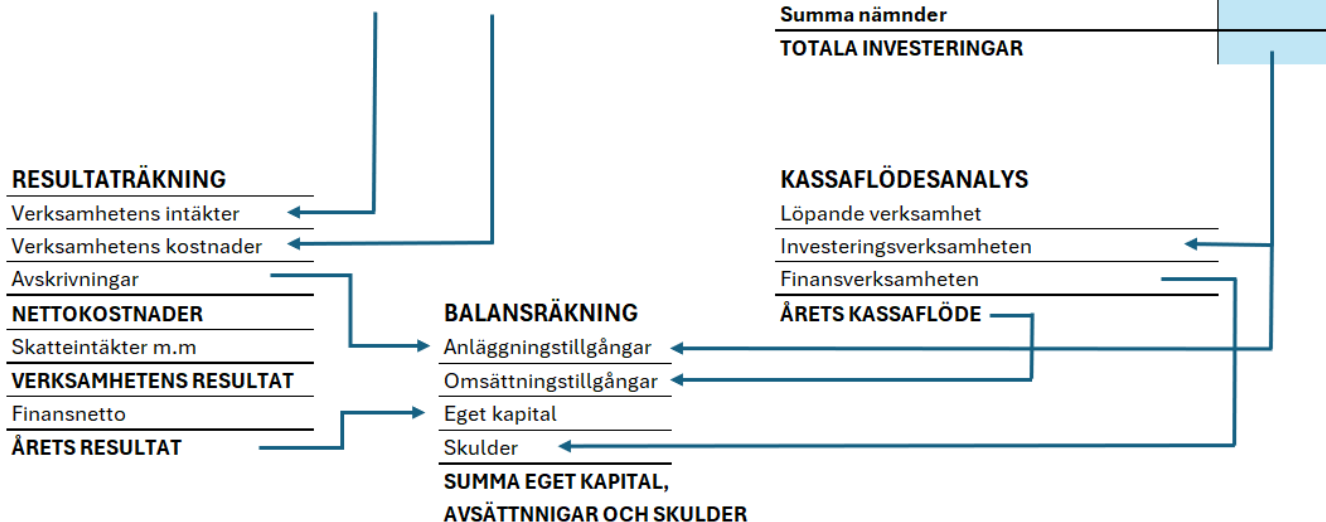 Summa nämnder
TOTALA INVESTERINGAR
RESULTATRÄKNING
Verksamhetens intäkter
Verksamhetens kostnader
Avskrivningar
NETTOKOSTNADER
Skatteintäkter m.m
VERKSAMHETENS RESULTAT
Finansnetto
ÅRETS RESULTAT
BALANSRÄKNING
Anläggningstillgångar
Omsättningstillgångar
Eget kapital
Skulder
SUMMA EGET KAPITAL,
AVSÄTTNNIGAR OCH SKULDER
KASSAFLÖDESANALYS
Löpande verksamhet
Investeringsverksamheten
Finansverksamheten
ÅRETS KASSAFLÖDE